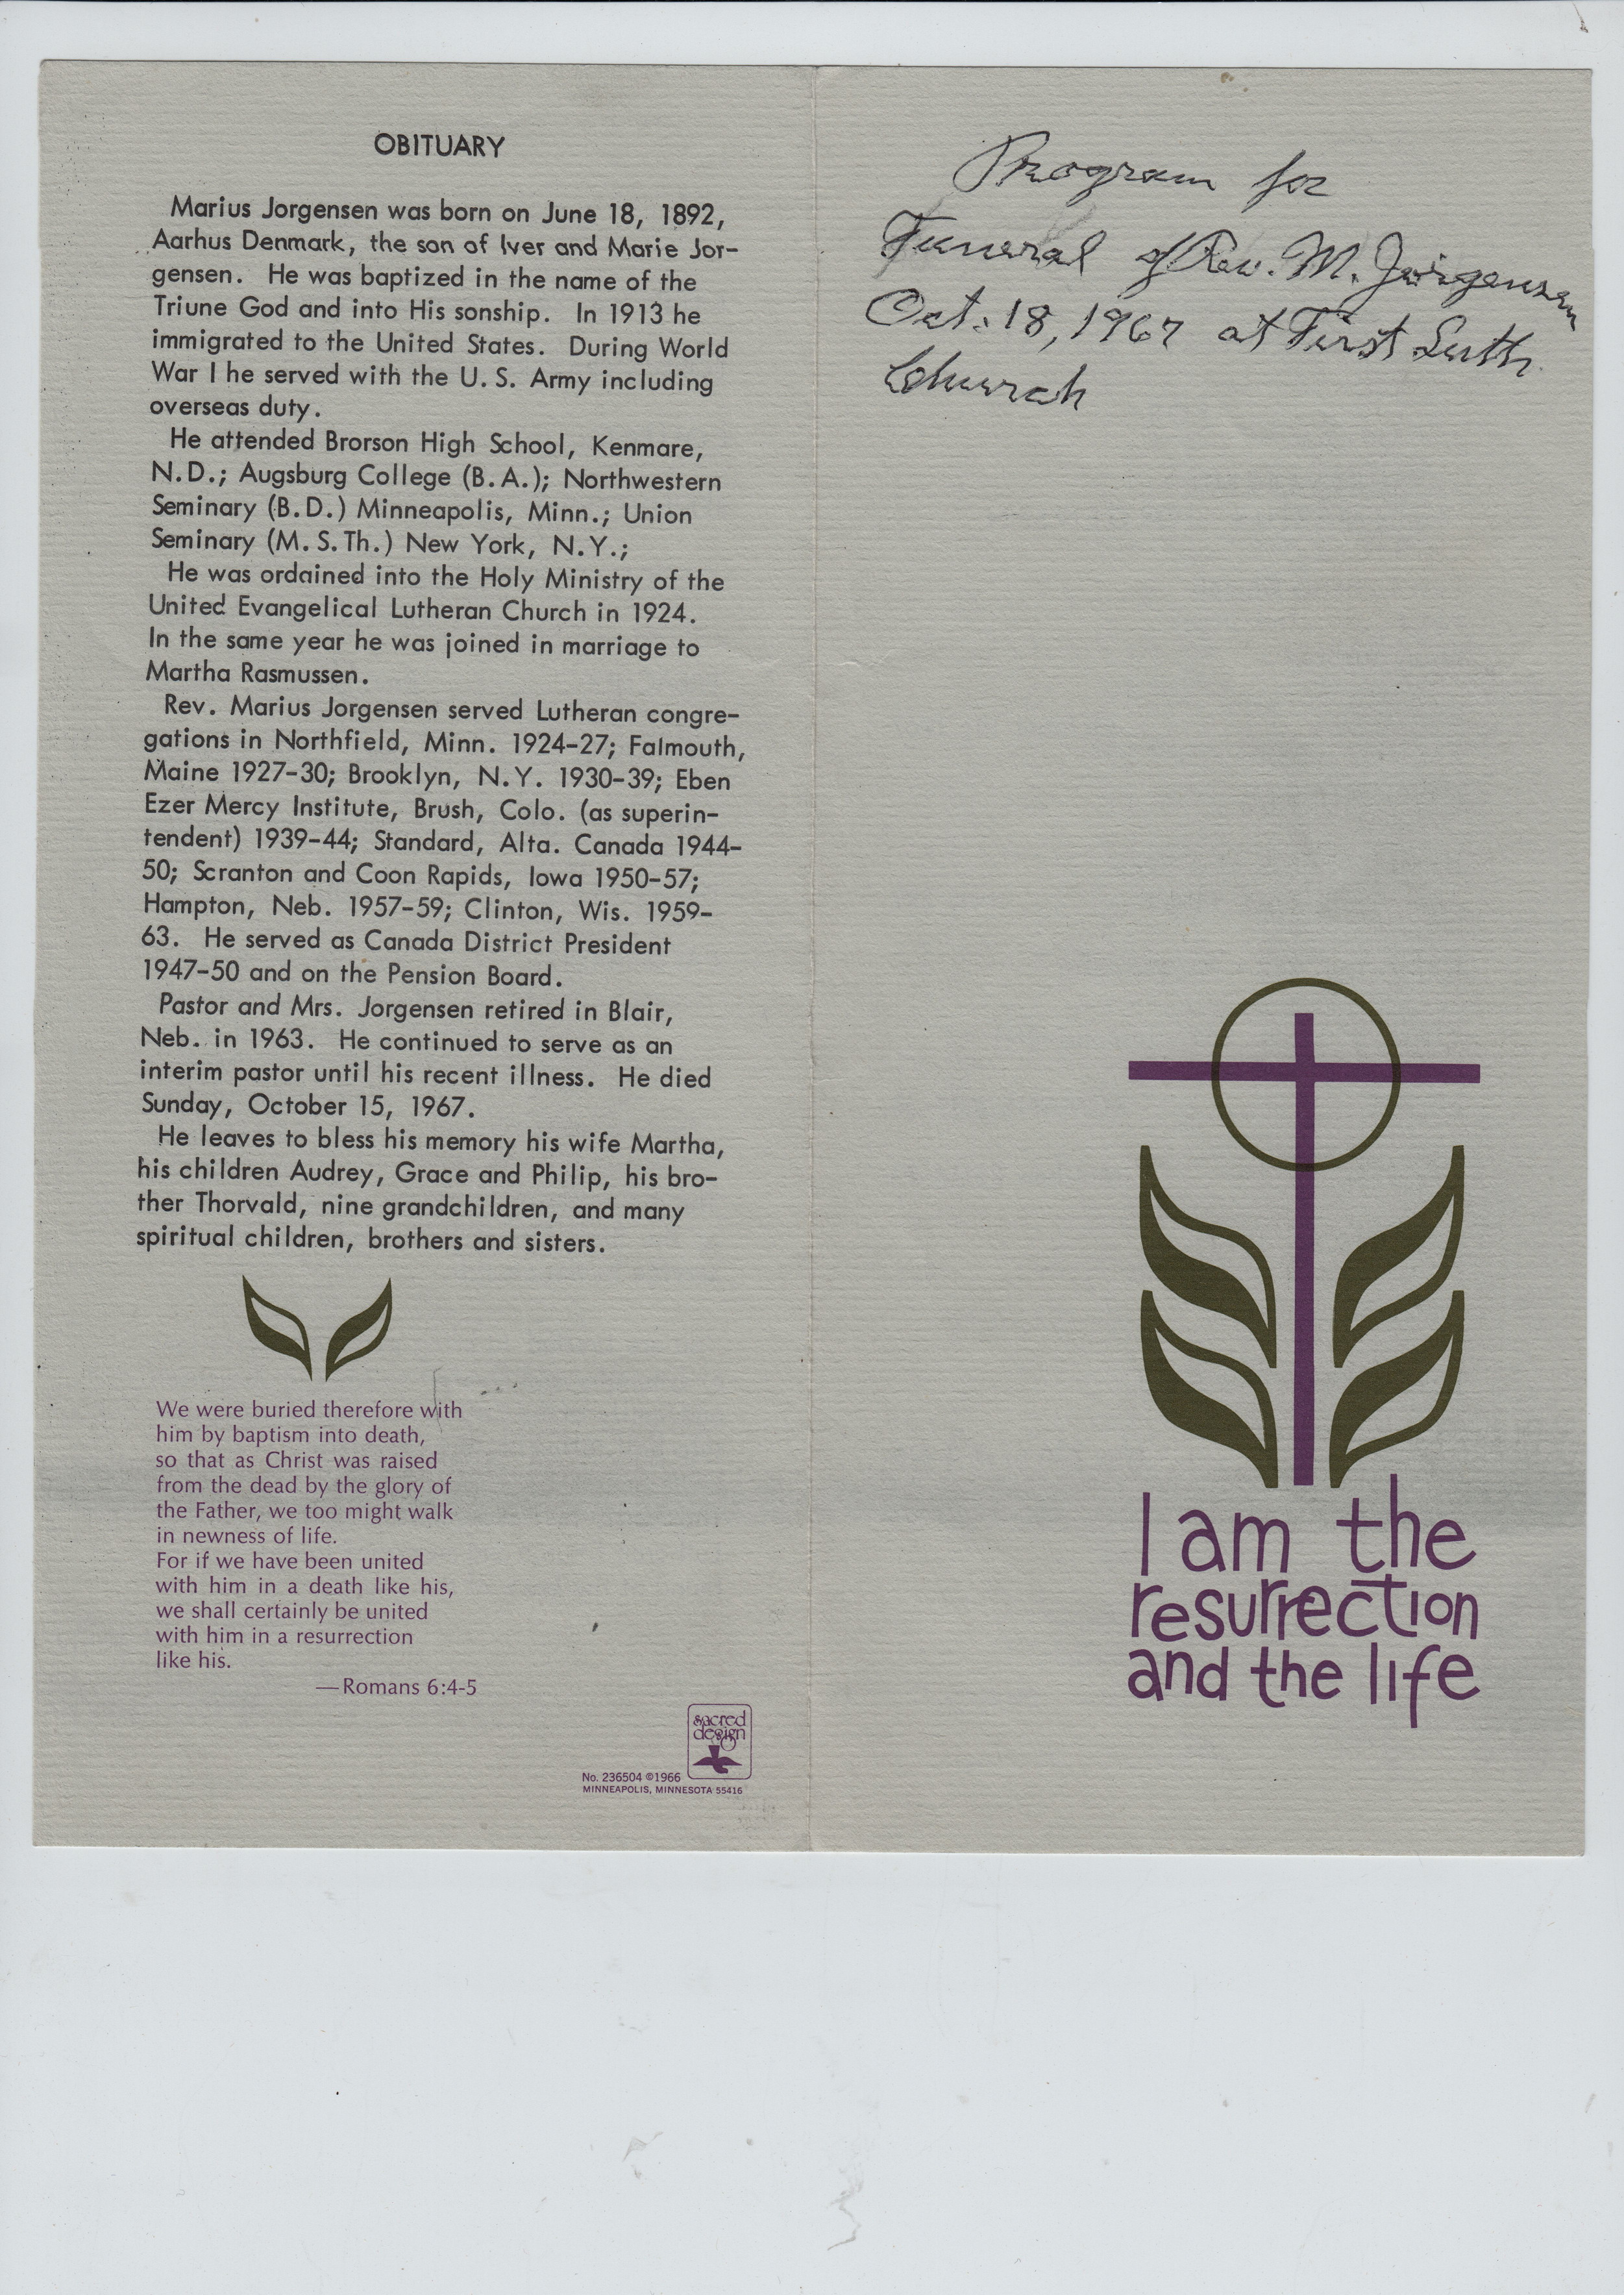 OBITUARY
Marius Jorgensen was born on June 18, 1892,
Aarhus Denmark, the son of Iver and Marie Jor-
gensen. He was baptized in the name of the
Triune God and into His sonship. In 1913 he
immigrated to the United States. During World
War I he served with the U.S. Army including
overseas duty.
He attended Brorson High School, Kenmare,
N.D.; Augsburg College (B.A.); Northwestern
Seminary (B.D.) Minneapolis, Minn.; Union
Seminary (M.S.Th.) New York, N.Y.;
He was ordained into the Holy Ministry of the
United Evangelical Lutheran Church in 1924.
In the same year he was joined in marriage to
Martha Rasmussen.
Rev. Marius Jorgensen served Lutheran congre-
gations in Northfield, Minn. 1924-27; Falmouth,
Maine 1927-30; Brooklyn, N.Y. 1930-39; Eben
Ezer Mercy Institute, Brush, Colo. (as superin-
tendent) 1939-44; Standard, Alta. Canada 1944-
50; Scranton and Coon Rapids, Iowa 1950-57;
Hampton, Neb. 1957-59; Clinton, Wis. 1959-
63. He served as Canada District President
1947-50 and on the Pension Board.
Pastor and Mrs. Jorgensen retired in Blair,
Neb. in 1963. He continued to serve as an
interim pastor until his recent illness. He died
Sunday, October 15, 1967.
He leaves to bless his memory his wife Martha,
his children Audrey, Grace and Philip, his bro-
ther Thorvald, nine grandchildren, and many
spiritual children, brothers and sisters.
We were buried therefore with
him by baptism into death,
so that as Christ was raised
from the dead by the glory of
the Father, we too might walk
in newness of life.
For if we have been united
with him in a death like his,
we shall certainly be united
with him in a resurrection
like his.
—Romans 6:4-5
sacred
design
No. 236504 ©1966
MINNEAPOLIS, MINNESOTA 55416
Program for
Funeral of Rev. M. Jorgensen
Oct. 18, 1967 at First Luth.
Church
I am the
resurrection
and the life